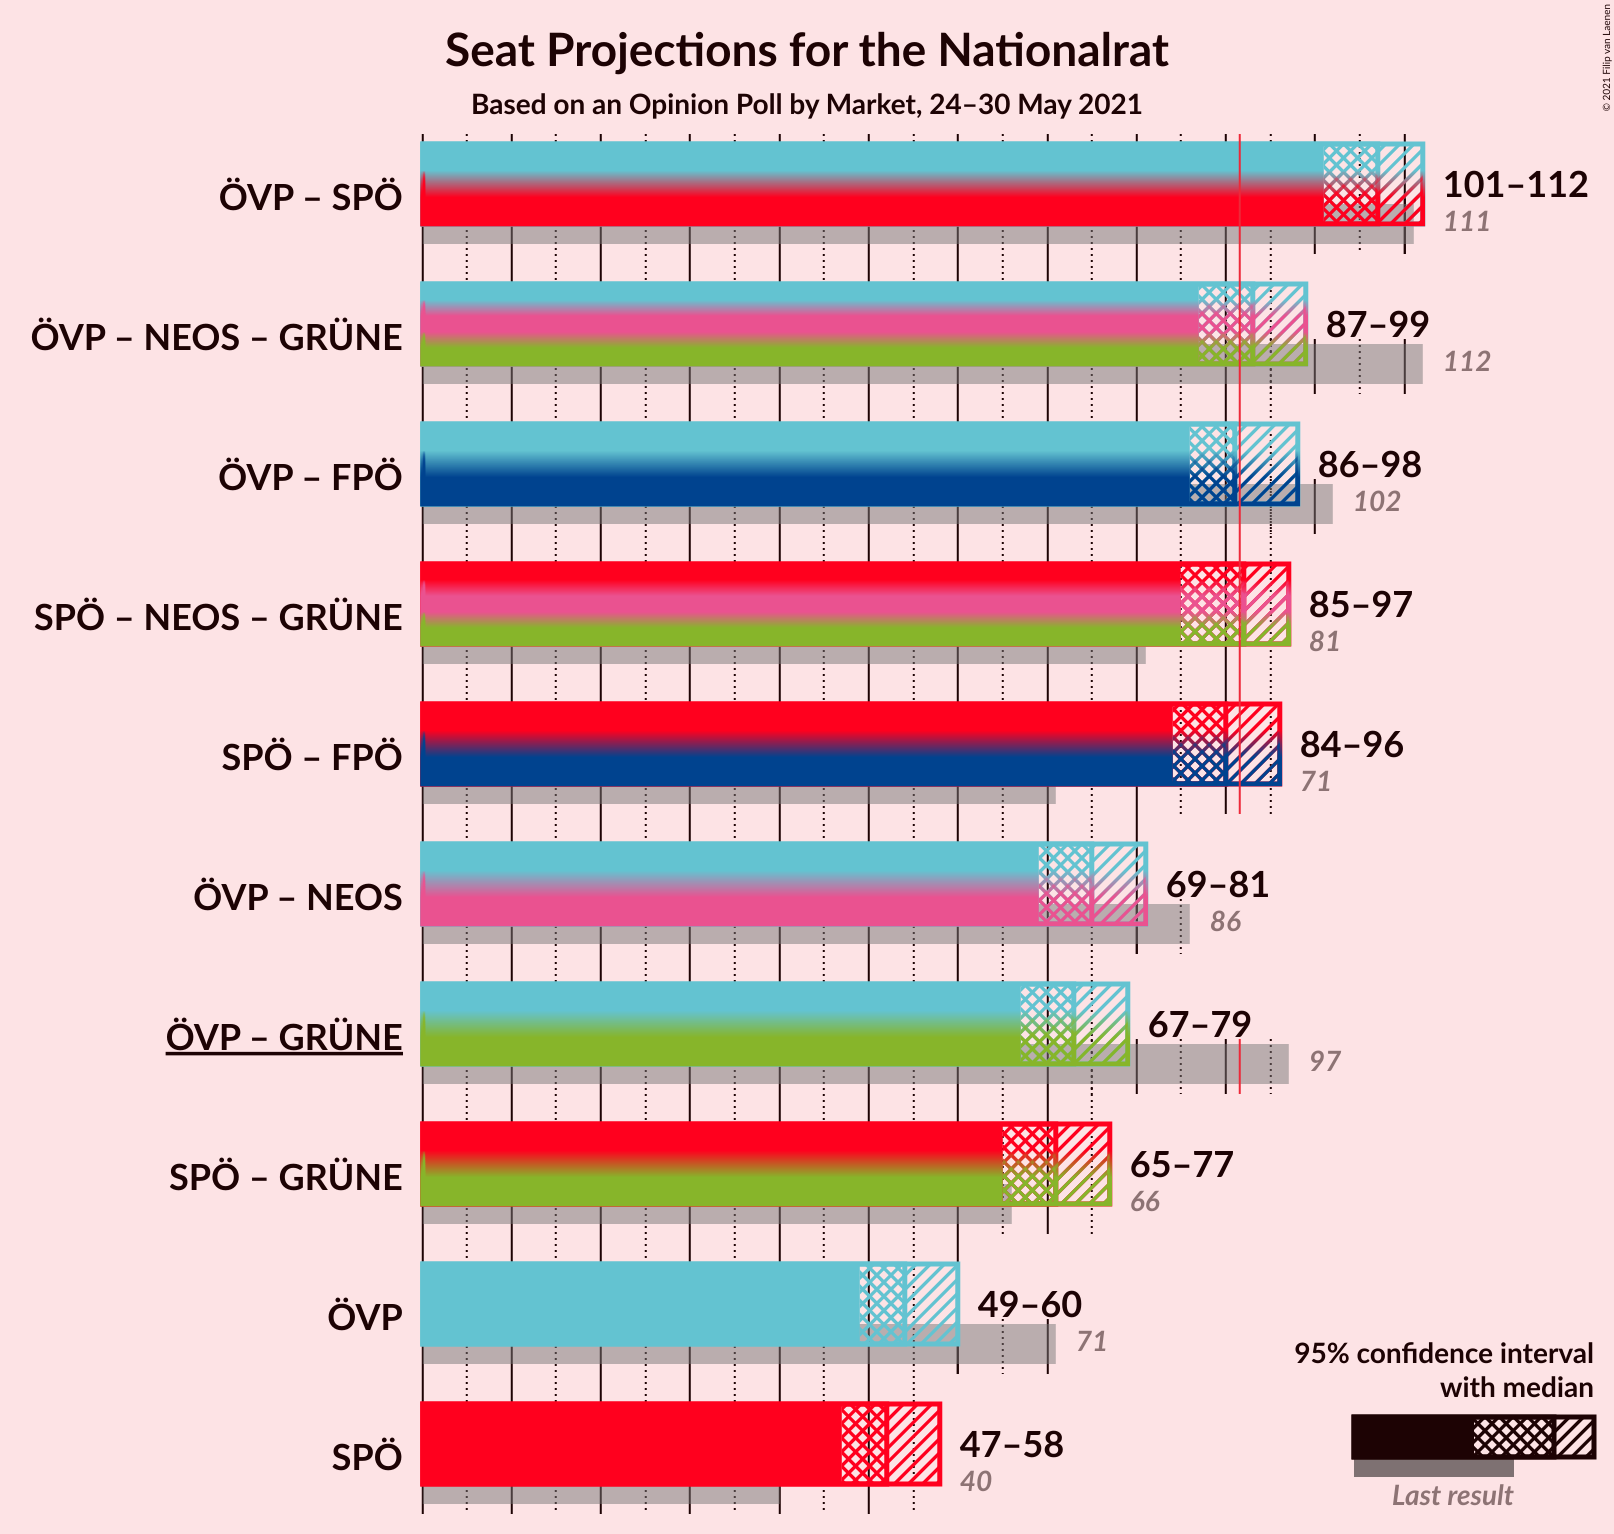 Seat Projections for the Nationalrat
Based on an Opinion Poll by Market, 24–30 May 2021
© 2021 Filip van Laenen
ÖVP – SPÖ
101–112
111
ÖVP – NEOS – GRÜNE
87–99
112
ÖVP – FPÖ
86–98
102
SPÖ – NEOS – GRÜNE
85–97
81
SPÖ – FPÖ
84–96
71
ÖVP – NEOS
69–81
86
ÖVP – GRÜNE
67–79
97
SPÖ – GRÜNE
65–77
66
ÖVP
49–60
71
SPÖ
47–58
40
95% confidence interval
with median
Last result